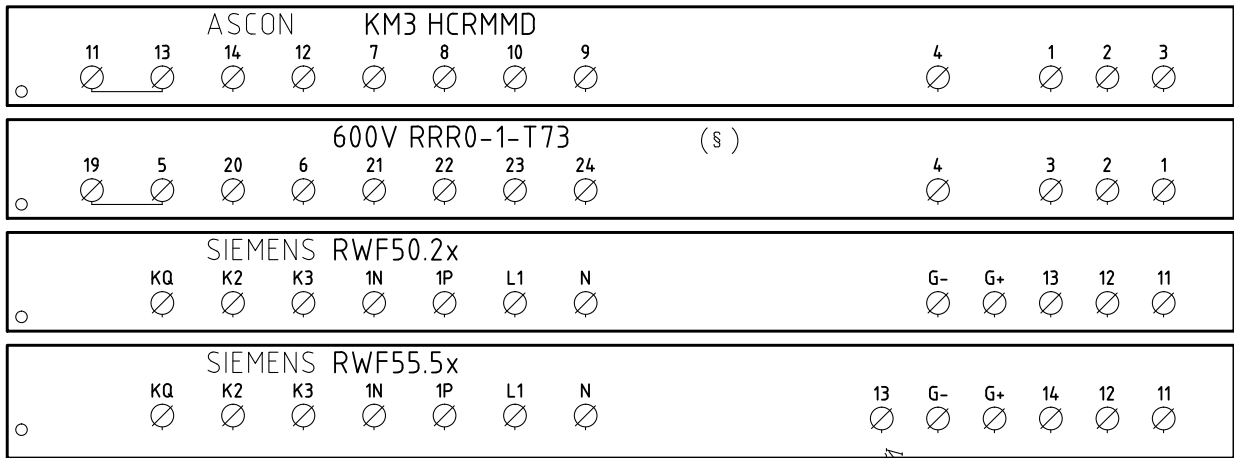 ASCON KM3 HCRMMD
11 13 14 12 7 8 10 9 4 1 2 3
600V RRR0-1-T73 (§)
19 5 20 6 21 22 23 24 4 3 2 1
SIEMENS RWF50.2x
KQ K2 K3 1N 1P L1 N G- G+ 13 12 11
SIEMENS RWF55.5x
KQ K2 K3 1N 1P L1 N 13 G- G+ 14 12 11